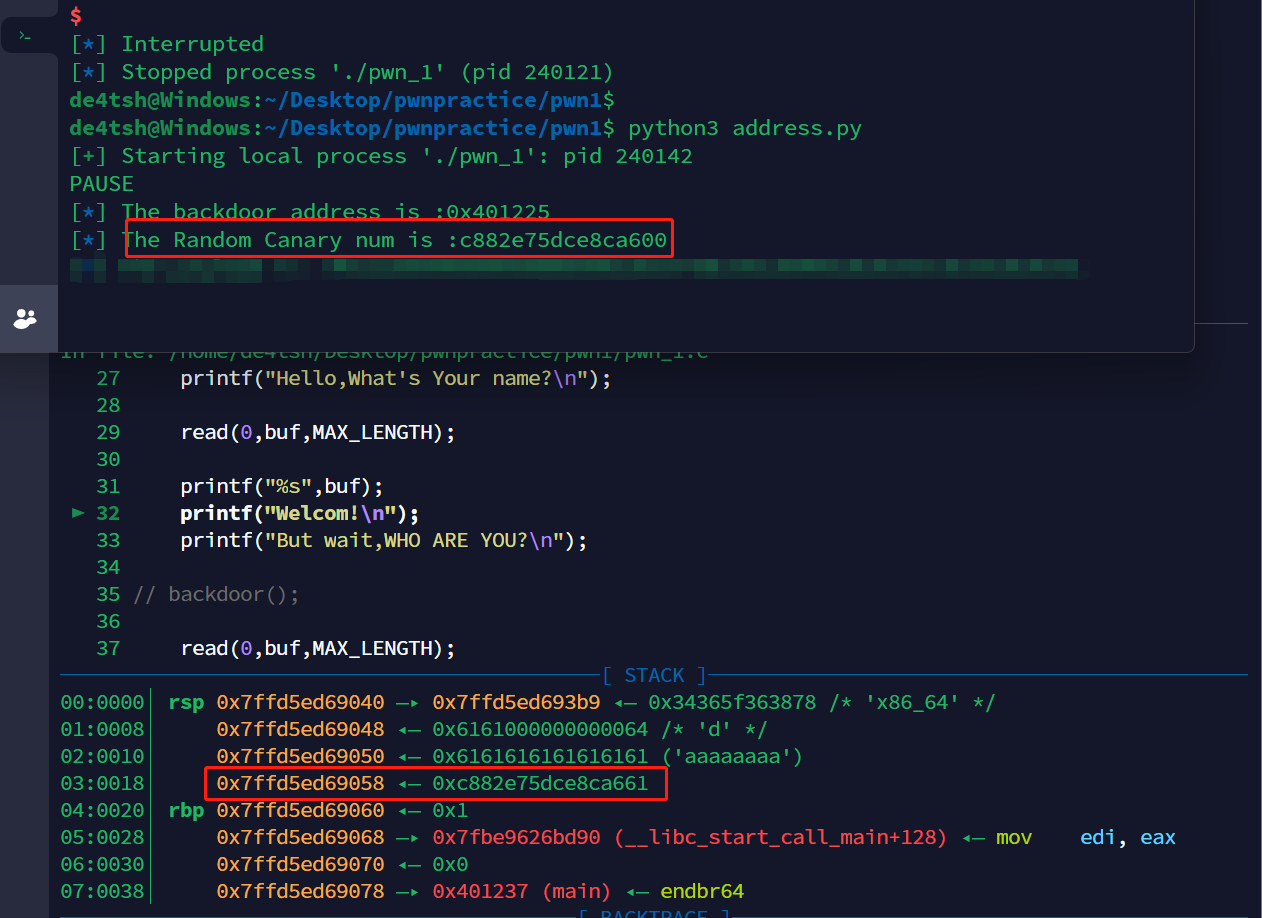 >_
$
[*] Interrupted
[*] Stopped process './pwn_1' (pid 240121)
de4tsh@Windows:~/Desktop/pwnpractice/pwn1$
de4tsh@Windows:~/Desktop/pwnpractice/pwn1$ python3 address.py
[+] Starting local process './pwn_1': pid 240142
PAUSE
[*] The backdoor address is :0x401225
[*] The Random Canary num is :c882e75dce8ca600
In file: /home/de4tsh/Desktop/pwnpractice/pwn1/pwn_1.c
27 printf("Hello,What's Your name?\n");
28
29 read(0,buf,MAX_LENGTH);
30
31 printf("%s",buf);
► 32 printf("Welcom!\n");
33 printf("But wait,WHO ARE YOU?\n");
34
35 // backdoor();
36
37 read(0,buf,MAX_LENGTH);
[ STACK ]
00:0000│ rsp 0x7ffd5ed69040 —▸ 0x7ffd5ed693b9 ◂— 0x34365f363878 /* 'x86_64' */
01:0008│ 0x7ffd5ed69048 ◂— 0x6161000000000064 /* 'd' */
02:0010│ 0x7ffd5ed69050 ◂— 0x6161616161616161 ('aaaaaaaa')
03:0018│ 0x7ffd5ed69058 ◂— 0xc882e75dce8ca661
04:0020│ rbp 0x7ffd5ed69060 ◂— 0x1
05:0028│ 0x7ffd5ed69068 —▸ 0x7fbe9626bd90 (__libc_start_call_main+128) ◂— mov edi, eax
06:0030│ 0x7ffd5ed69070 ◂— 0x0
07:0038│ 0x7ffd5ed69078 —▸ 0x401237 (main) ◂— endbr64
[ BACKTRACE ]